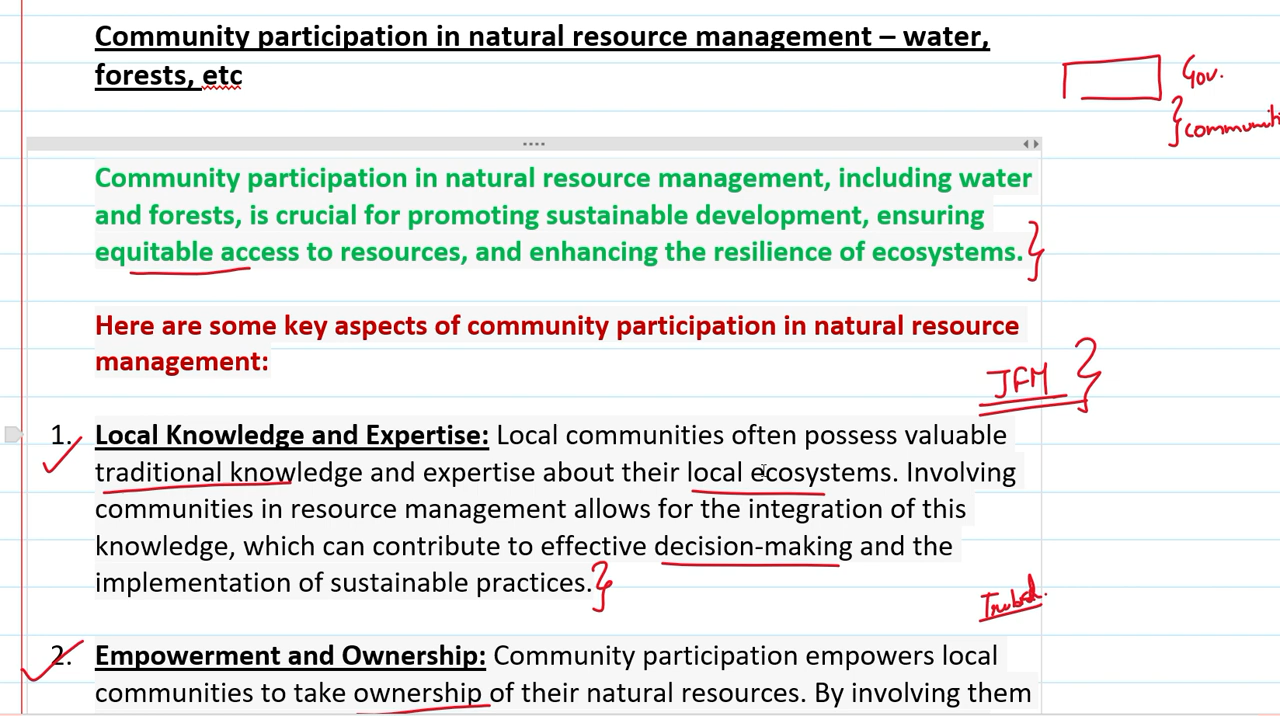 Community participation in natural resource management – water,
forests, etc
Gov.
Community participation in natural resource management, including water
and forests, is crucial for promoting sustainable development, ensuring
equitable access to resources, and enhancing the resilience of ecosystems.
Here are some key aspects of community participation in natural resource
management:
JFM
1. Local Knowledge and Expertise: Local communities often possess valuable
traditional knowledge and expertise about their local ecosystems. Involving
communities in resource management allows for the integration of this
knowledge, which can contribute to effective decision-making and the
implementation of sustainable practices.
2. Empowerment and Ownership: Community participation empowers local
communities to take ownership of their natural resources. By involving them